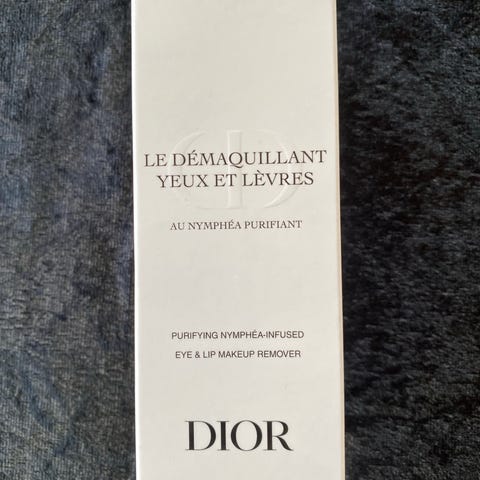 LE DÉMAQUILLANT
YEUX ET LÈVRES
AU NYMPHÉA PURIFIANT
PURIFYING NYMPHÉA-INFUSED
EYE & LIP MAKEUP REMOVER
DIOR